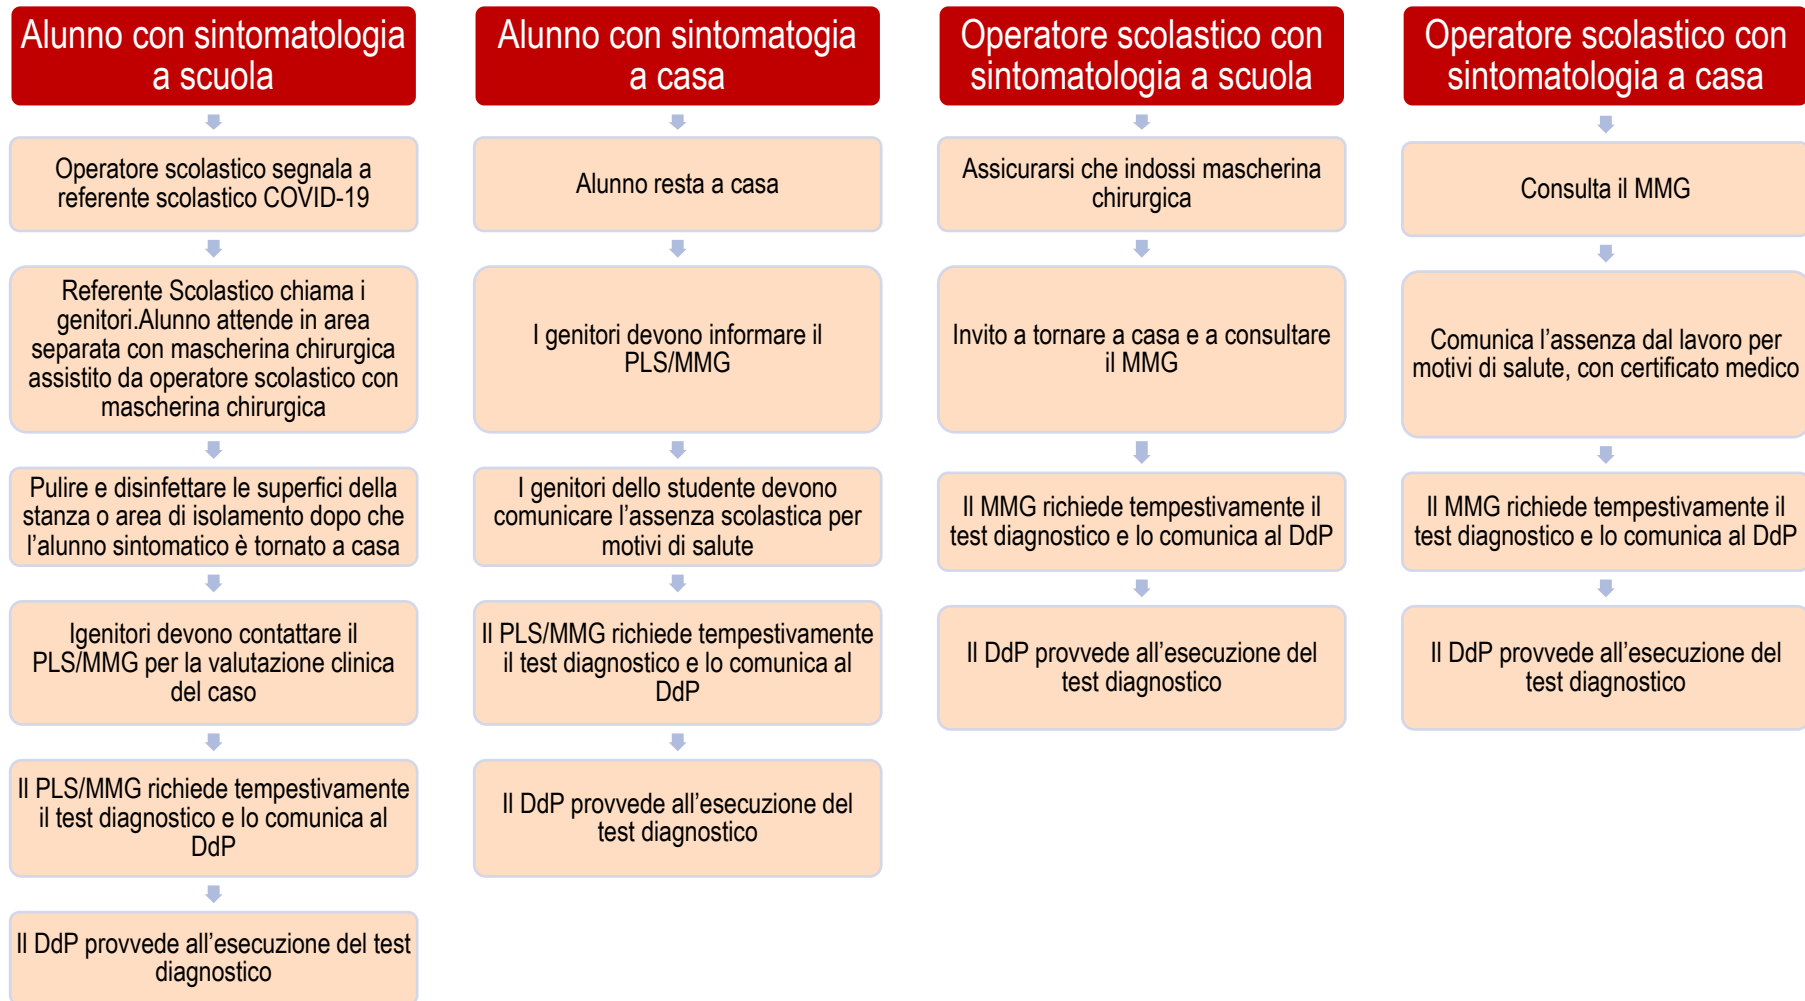 Alunno con sintomatologia
a scuola
Operatore scolastico segnala a
referente scolastico COVID-19
Referente Scolastico chiama i
genitori.Alunno attende in area
separata con mascherina chirurgica
assistito da operatore scolastico con
mascherina chirurgica
Pulire e disinfettare le superfici della
stanza o area di isolamento dopo che
l’alunno sintomatico è tornato a casa
Igenitori devono contattare il
PLS/MMG per la valutazione clinica
del caso
Il PLS/MMG richiede tempestivamente
il test diagnostico e lo comunica al
DdP
Il DdP provvede all’esecuzione del test
diagnostico
Alunno con sintomatogia
a casa
Alunno resta a casa
I genitori devono informare il
PLS/MMG
I genitori dello studente devono
comunicare l’assenza scolastica per
motivi di salute
Il PLS/MMG richiede tempestivamente
il test diagnostico e lo comunica al
DdP
Il DdP provvede all’esecuzione del
test diagnostico
Operatore scolastico con
sintomatologia a scuola
Assicurarsi che indossi mascherina
chirurgica
Invito a tornare a casa e a consultare
il MMG
Il MMG richiede tempestivamente il
test diagnostico e lo comunica al DdP
Il DdP provvede all’esecuzione del
test diagnostico
Operatore scolastico con
sintomatologia a casa
Consulta il MMG
Comunica l’assenza dal lavoro per
motivi di salute, con certificato medico
Il MMG richiede tempestivamente il
test diagnostico e lo comunica al DdP
Il DdP provvede all’esecuzione del
test diagnostico